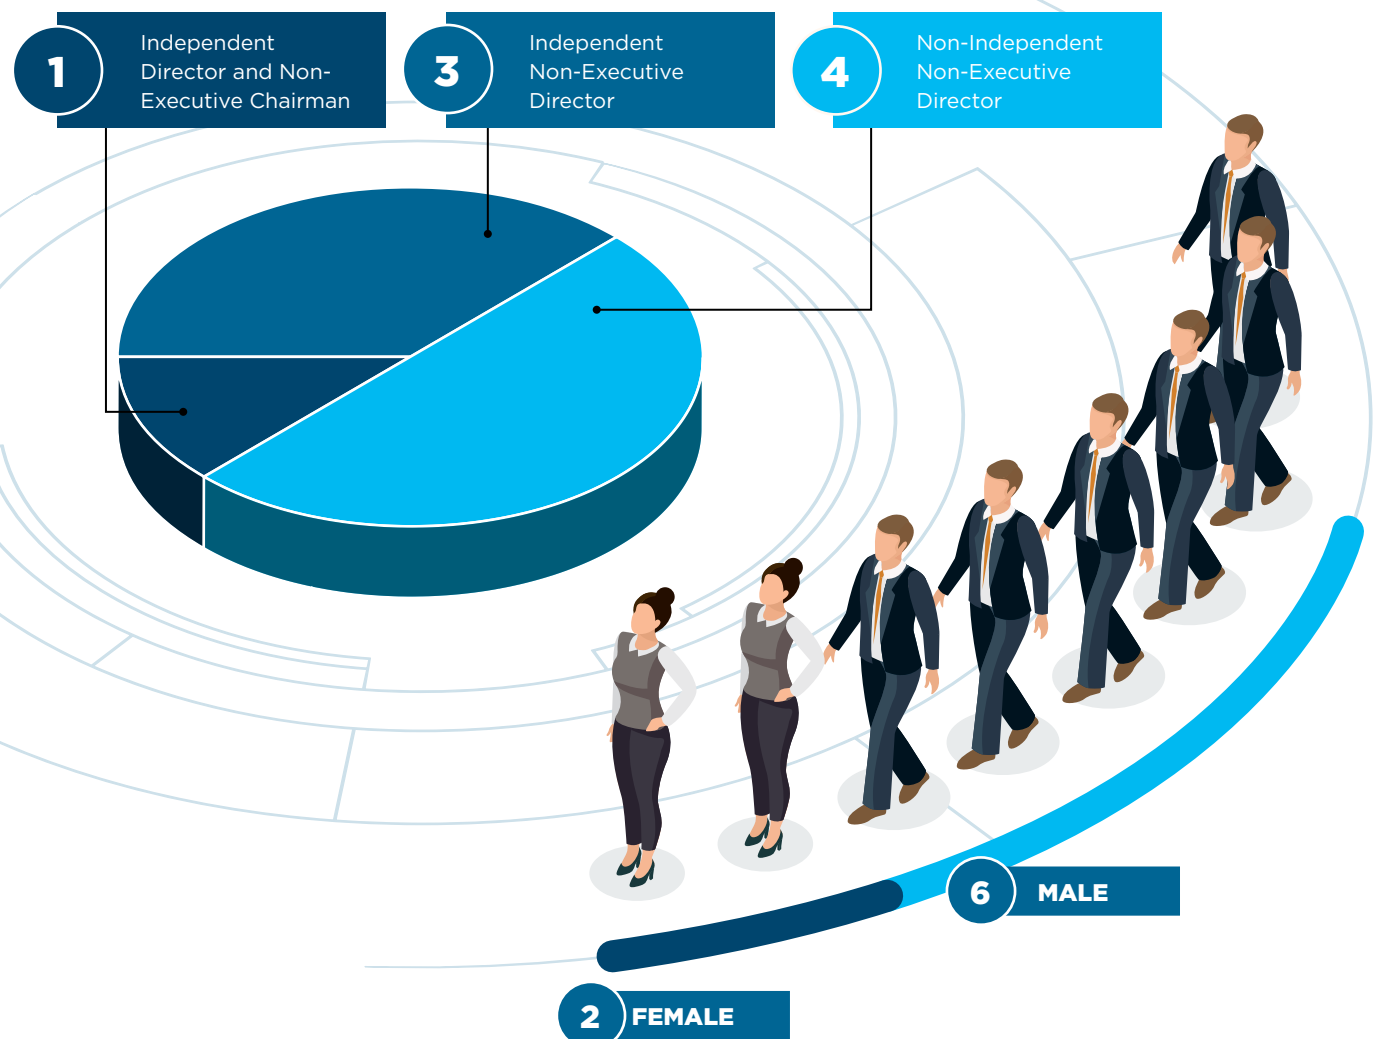 1
Independent
Director and Non-
Executive Chairman
3
Independent
Non-Executive
Director
4
Non-Independent
Non-Executive
Director
6
MALE
2
FEMALE